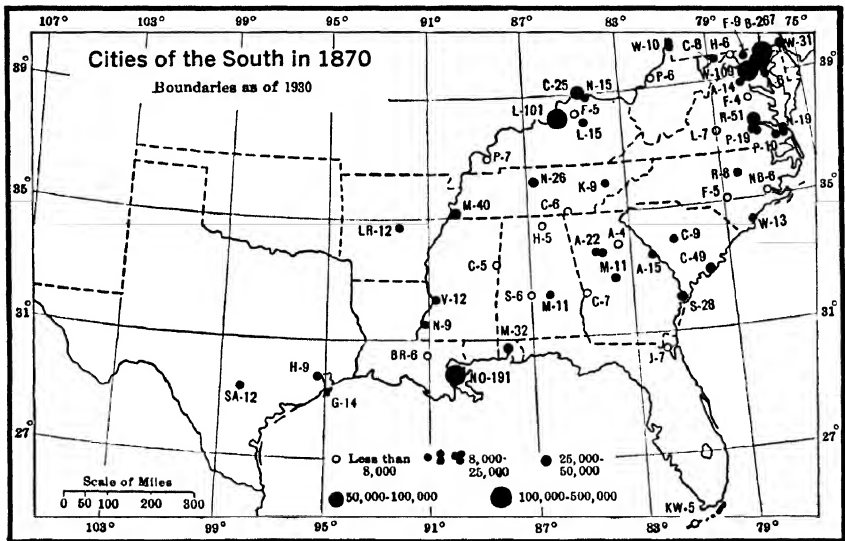 107° 103° 99° 95° 91° 87° 83° 79° F-9 B-267 75°
Cities of the South in 1870
Boundaries as of 1930
W-10
C-8
H-6
W-31
39°
39°
P-6
W-109
A-14
F-4
C-25
N-15
L-101
F-5
L-15
R-51
L-7
P-19
N-19
P-10
P-7
R-8
NB-6
N-26
K-9
F-5
35°
35°
M-40
C-6
W-13
LR-12
H-5
A-22
A-4
C-9
C-49
C-5
M-11
A-15
S-6
M-11
C-7
S-28
V-12
31°
31°
N-9
M-32
BR-6
J-7
H-9
NO-191
SA-12
G-14
27°
27°
Less than
8,000
8,000-
25,000
25,000-
50,000
Scale of Miles
0 50 100 200 300
50,000-100,000
100,000-500,000
KW-5
103° 99° 95° 91° 87° 83° 79°